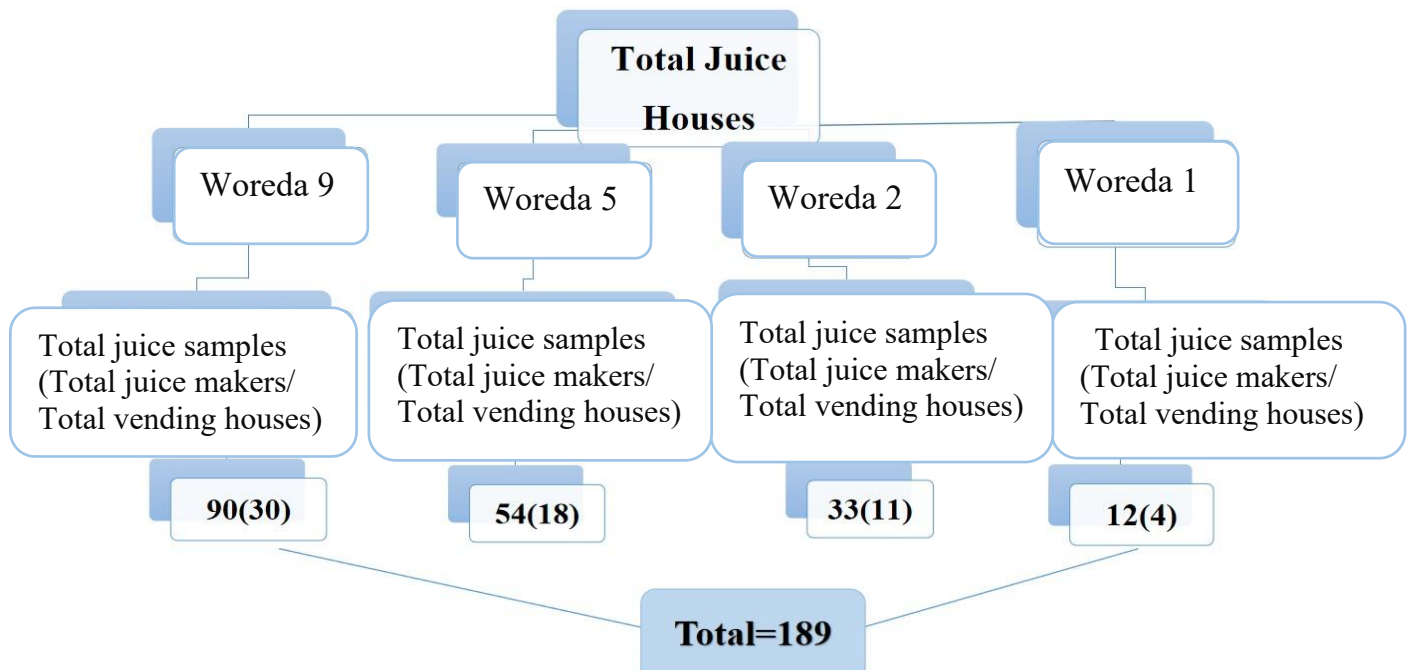 Total Juice
Houses
Woreda 9
Woreda 5
Woreda 2
Woreda 1
Total juice samples
(Total juice makers/
Total vending houses)
Total juice samples
(Total juice makers/
Total vending houses)
Total juice samples
(Total juice makers/
Total vending houses)
Total juice samples
(Total juice makers/
Total vending houses)
90(30)
54(18)
33(11)
12(4)
Total=189